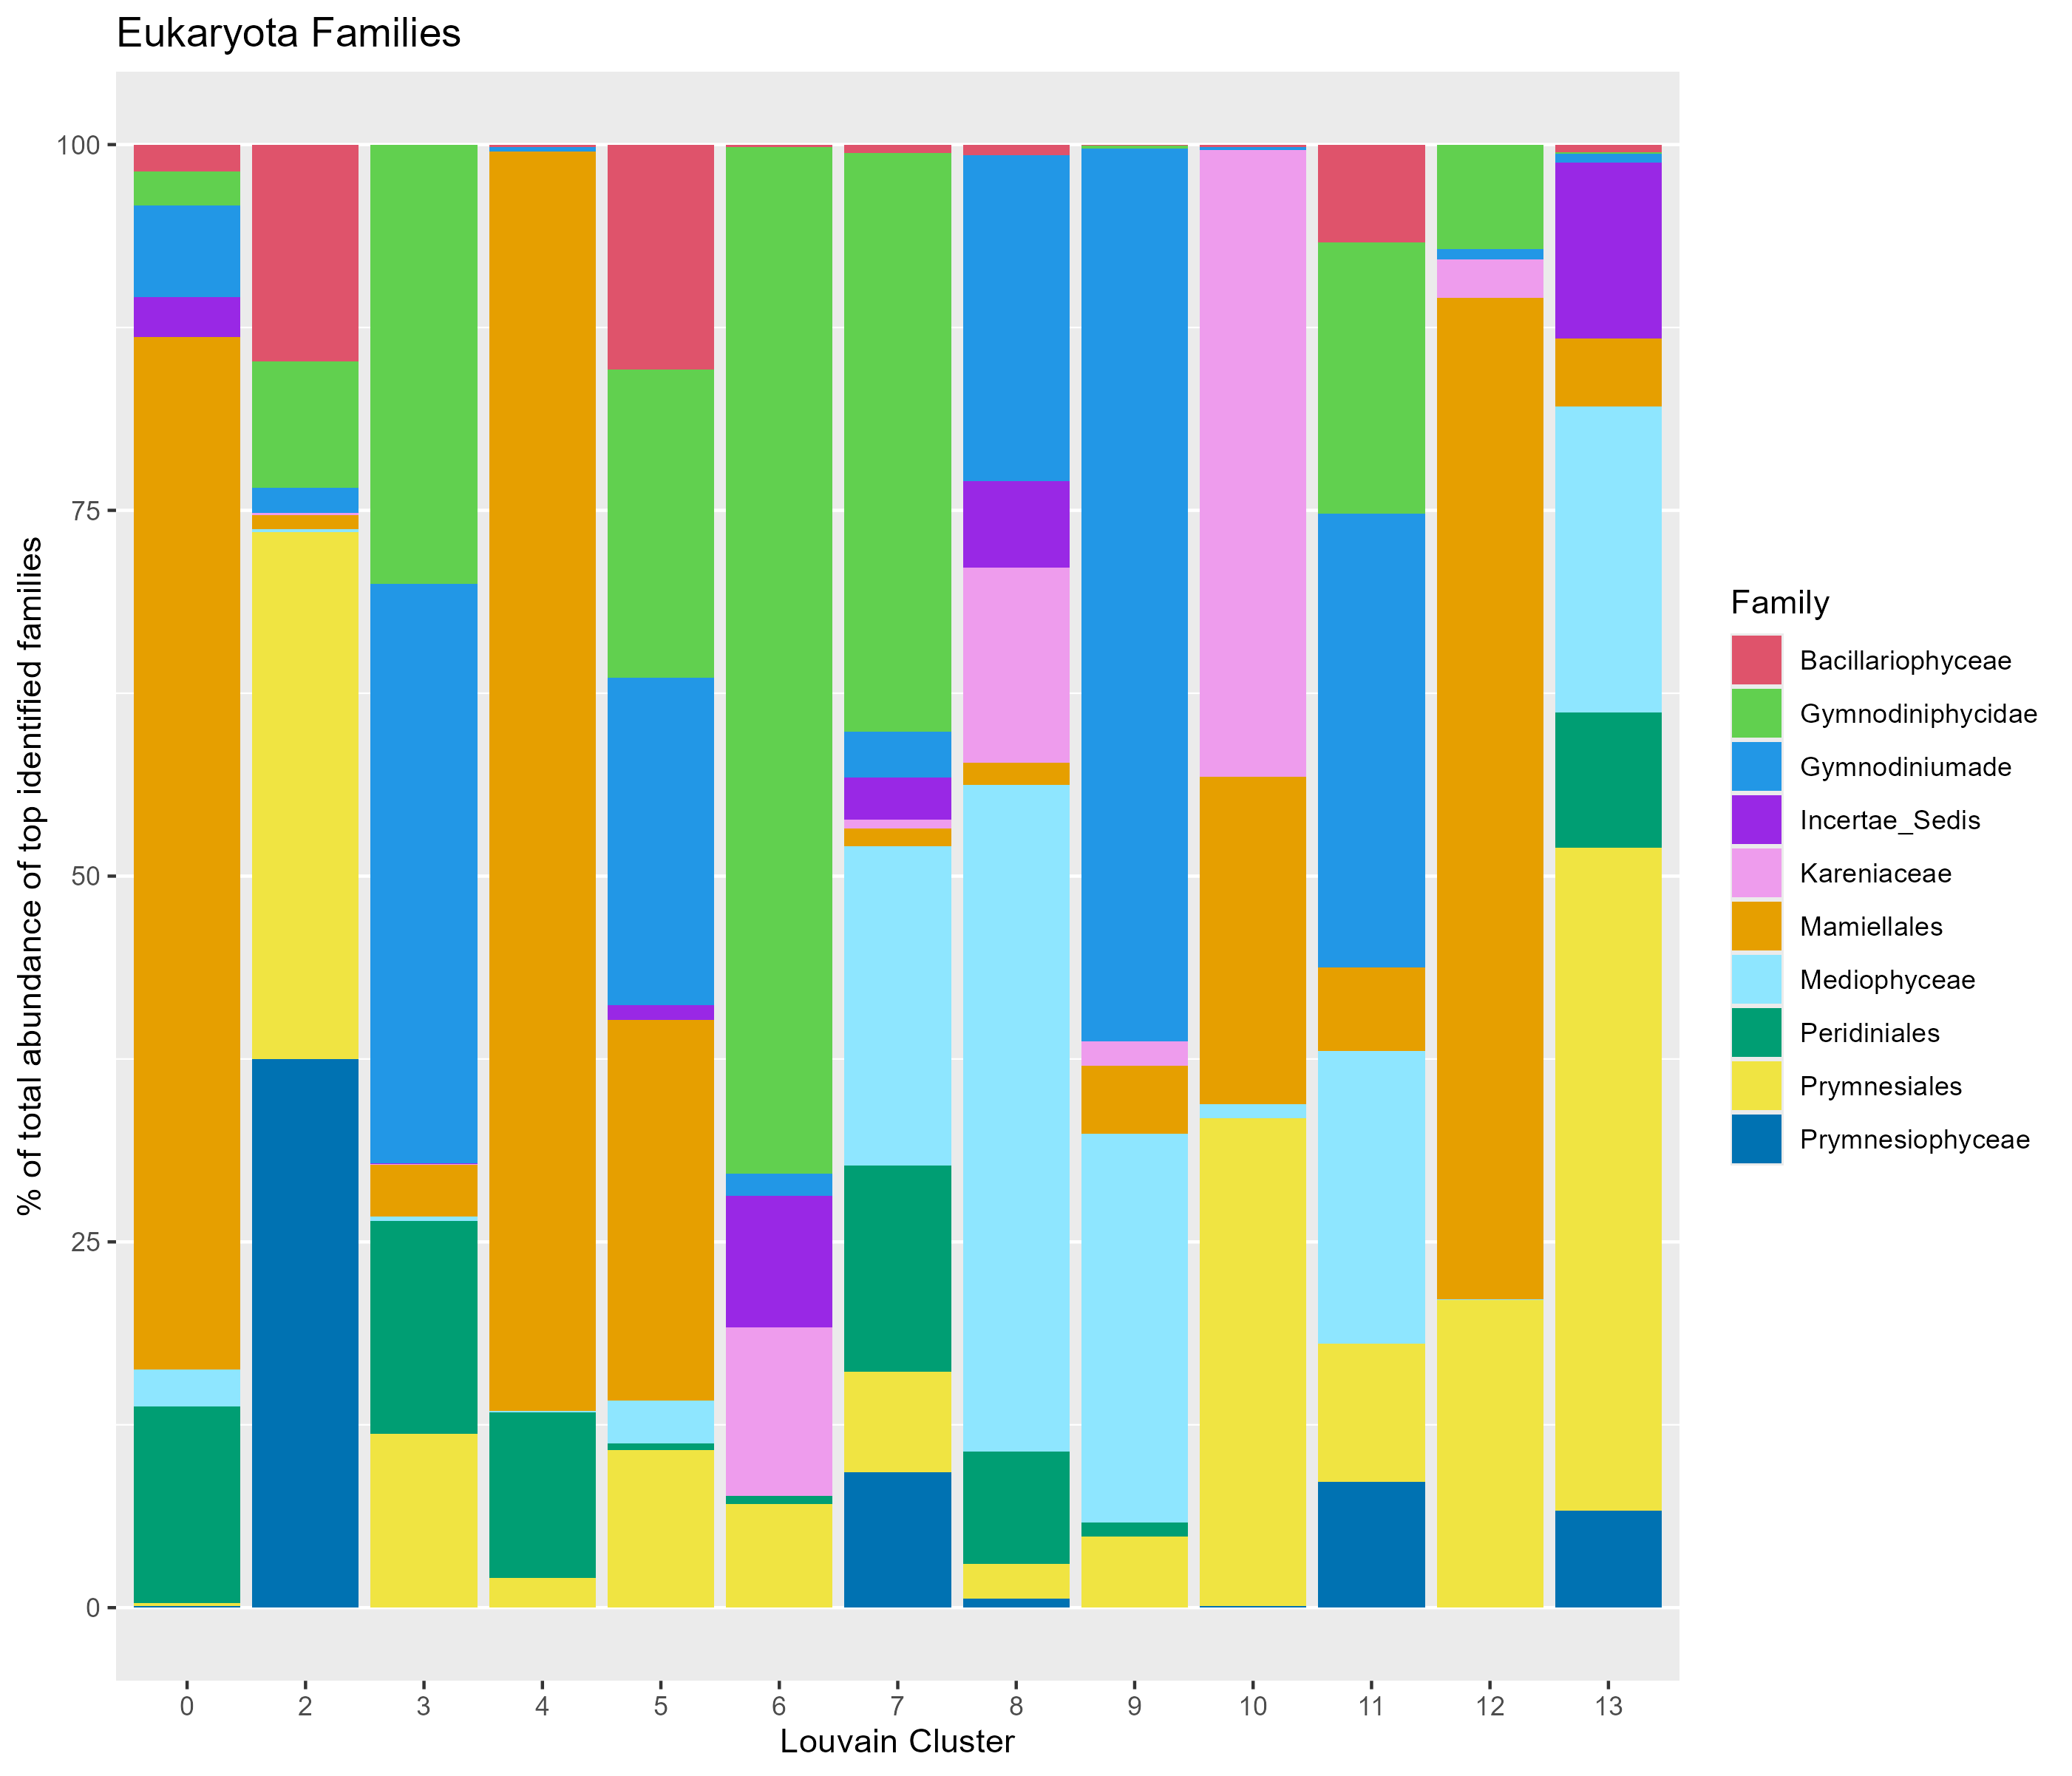 Eukaryota Families
% of total abundance of top identified families
100
75
50
25
0
0 2 3 4 5 6 7 8 9 10 11 12 13
Louvain Cluster
Family
Bacillariophyceae
Gymnodiniphycidae
Gymnodiniumade
Incertae_Sedis
Kareniaceae
Mamiellales
Mediophyceae
Peridiniales
Prymnesiales
Prymnesiophyceae